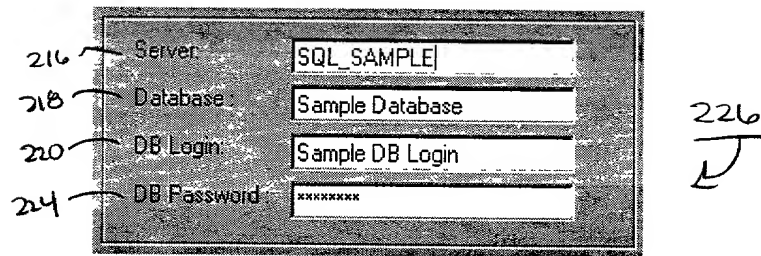 216 Server: SQL_SAMPLE
218 Database: Sample Database
220 DB Login: Sample DB Login
224 DB Password: ********
226